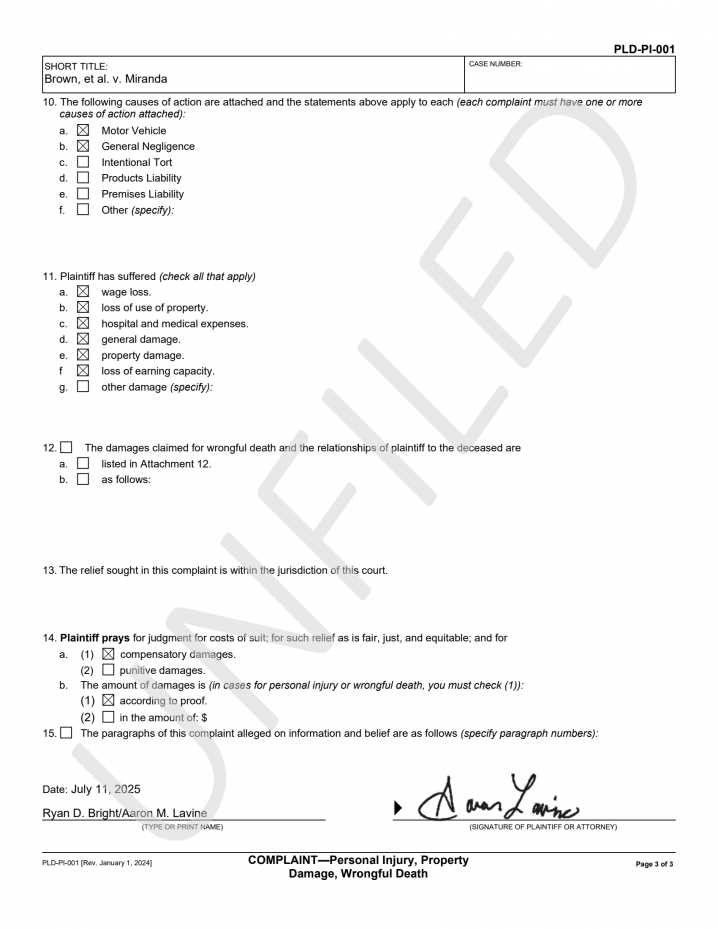 PLD-PI-001
SHORT TITLE:
Brown, et al. v. Miranda
CASE NUMBER:
10. The following causes of action are attached and the statements above apply to each (each complaint must have one or more
causes of action attached):
a. ☒ Motor Vehicle
b. ☒ General Negligence
c. ☐ Intentional Tort
d. ☐ Products Liability
e. ☐ Premises Liability
f. ☐ Other (specify):
11. Plaintiff has suffered (check all that apply)
a. ☒ wage loss.
b. ☒ loss of use of property.
c. ☒ hospital and medical expenses.
d. ☒ general damage.
e. ☒ property damage.
f ☒ loss of earning capacity.
g. ☐ other damage (specify):
12. ☐ The damages claimed for wrongful death and the relationships of plaintiff to the deceased are
a. ☐ listed in Attachment 12.
b. ☐ as follows:
13. The relief sought in this complaint is within the jurisdiction of this court.
14. Plaintiff prays for judgment for costs of suit; for such relief as is fair, just, and equitable; and for
a. (1) ☒ compensatory damages.
(2) ☐ punitive damages.
b. The amount of damages is (in cases for personal injury or wrongful death, you must check (1)):
(1) ☒ according to proof.
(2) ☐ in the amount of: $
15. ☐ The paragraphs of this complaint alleged on information and belief are as follows (specify paragraph numbers):
Date: July 11, 2025
Ryan D. Bright/Aaron M. Lavine
(TYPE OR PRINT NAME)
Aaron Lavine
(SIGNATURE OF PLAINTIFF OR ATTORNEY)
PLD-PI-001 [Rev. January 1, 2024]
COMPLAINT—Personal Injury, Property
Damage, Wrongful Death
Page 3 of 3
UNFILED